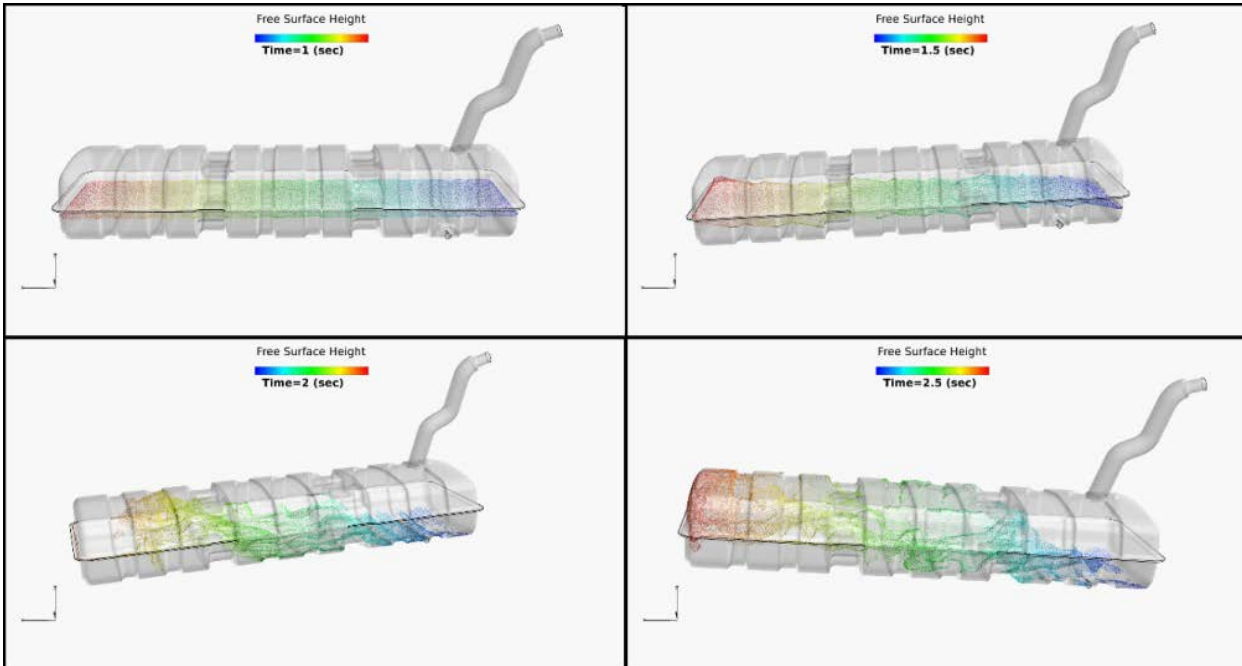 Free Surface Height
Time=1 (sec)
Free Surface Height
Time=1.5 (sec)
Free Surface Height
Time=2 (sec)
Free Surface Height
Time=2.5 (sec)